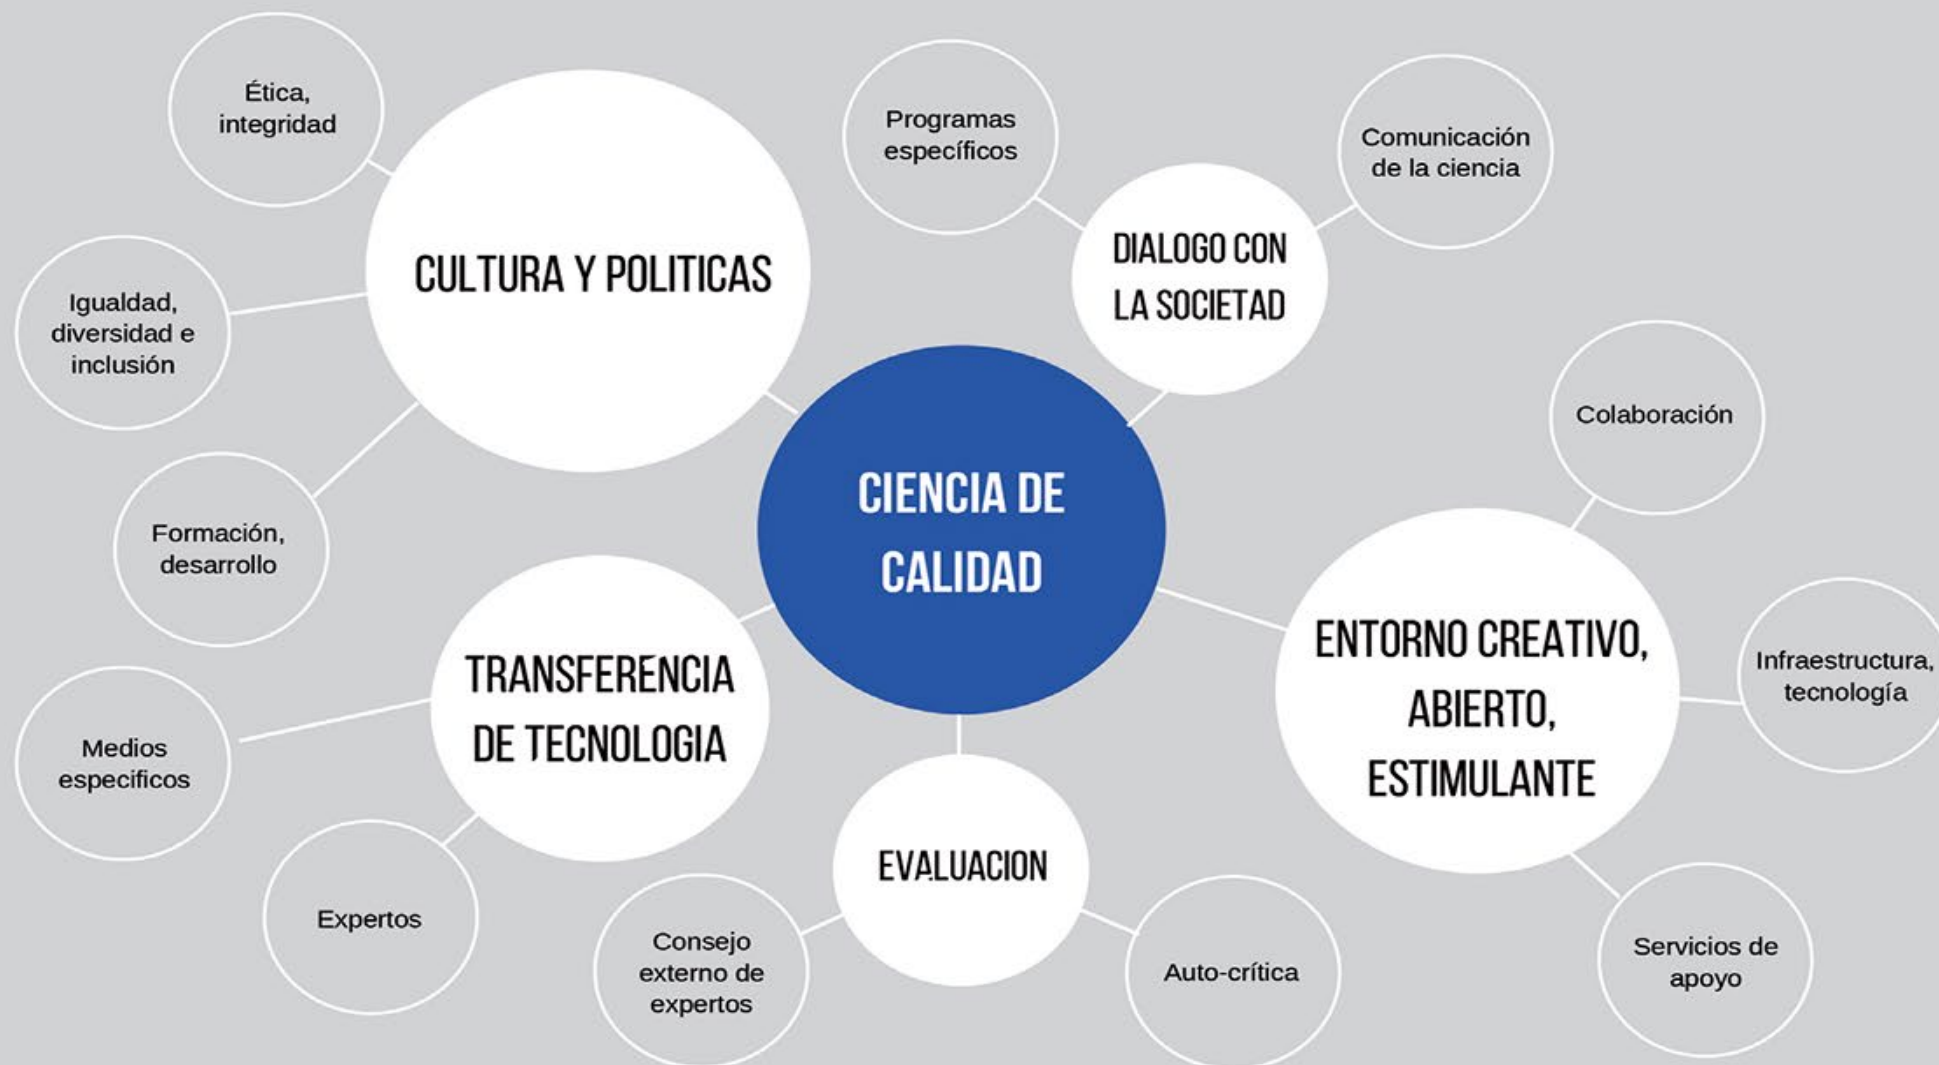 Ética,
integridad
Igualdad,
diversidad e
inclusión
Formación,
desarrollo
CULTURA Y POLITICAS
Programas
específicos
Comunicación
de la ciencia
DIALOGO CON
LA SOCIETAD
CIENCIA DE
CALIDAD
Colaboración
Infraestructura,
tecnología
Servicios de
apoyo
ENTORNO CREATIVO,
ABIERTO,
ESTIMULANTE
TRANSFERENCIA
DE TECNOLOGIA
Medios
especificos
Expertos
EVALUACION
Consejo
externo de
expertos
Auto-crítica